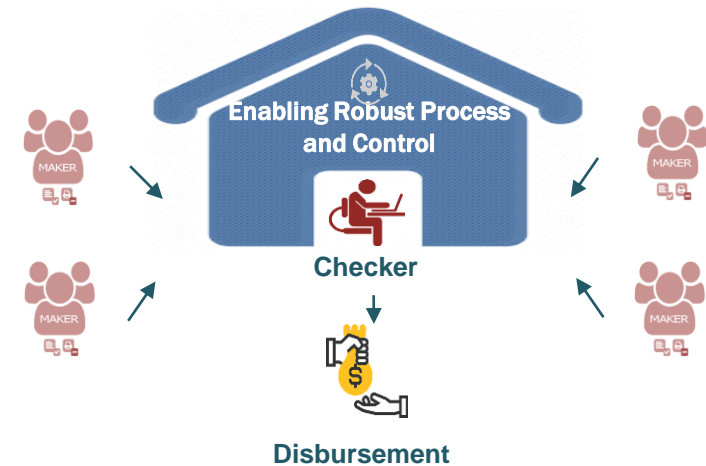 Enabling Robust Process
and Control
MAKER
MAKER
Checker
MAKER
MAKER
$
Disbursement